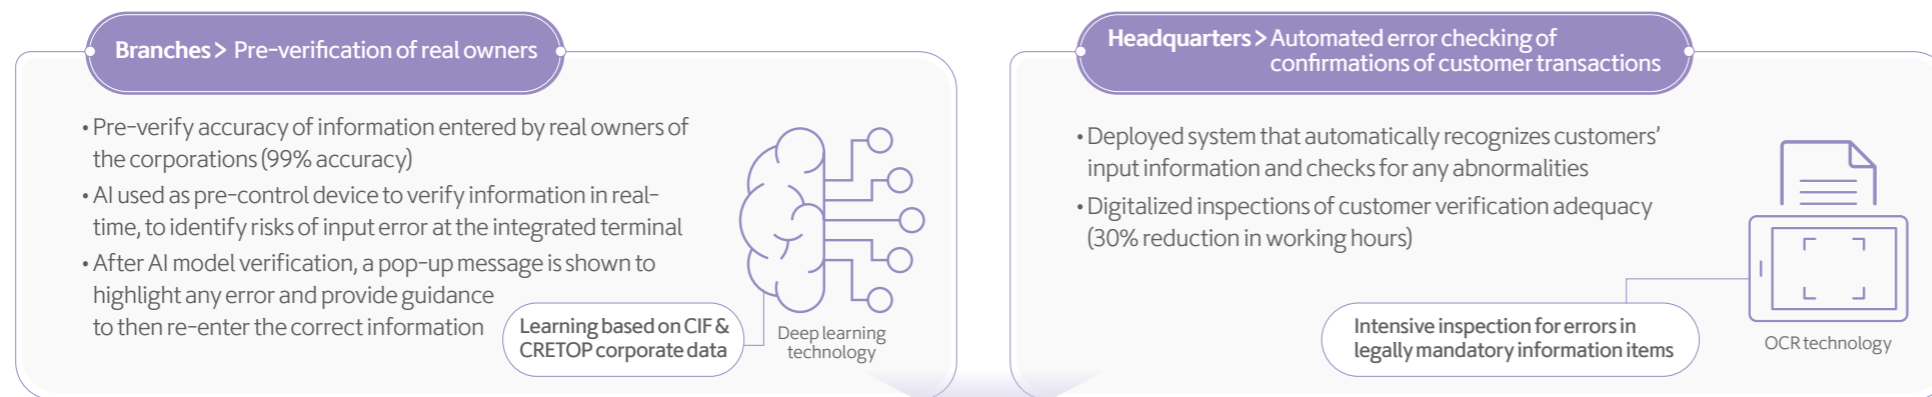 Branches > Pre-verification of real owners
• Pre-verify accuracy of information entered by real owners of
the corporations (99% accuracy)
• AI used as pre-control device to verify information in real-
time, to identify risks of input error at the integrated terminal
• After AI model verification, a pop-up message is shown to
highlight any error and provide guidance
to then re-enter the correct information
Learning based on CIF &
CRETOP corporate data
Deep learning
technology
Headquarters > Automated error checking of
confirmations of customer transactions
• Deployed system that automatically recognizes customers'
input information and checks for any abnormalities
• Digitalized inspections of customer verification adequacy
(30% reduction in working hours)
Intensive inspection for errors in
legally mandatory information items
OCR technology